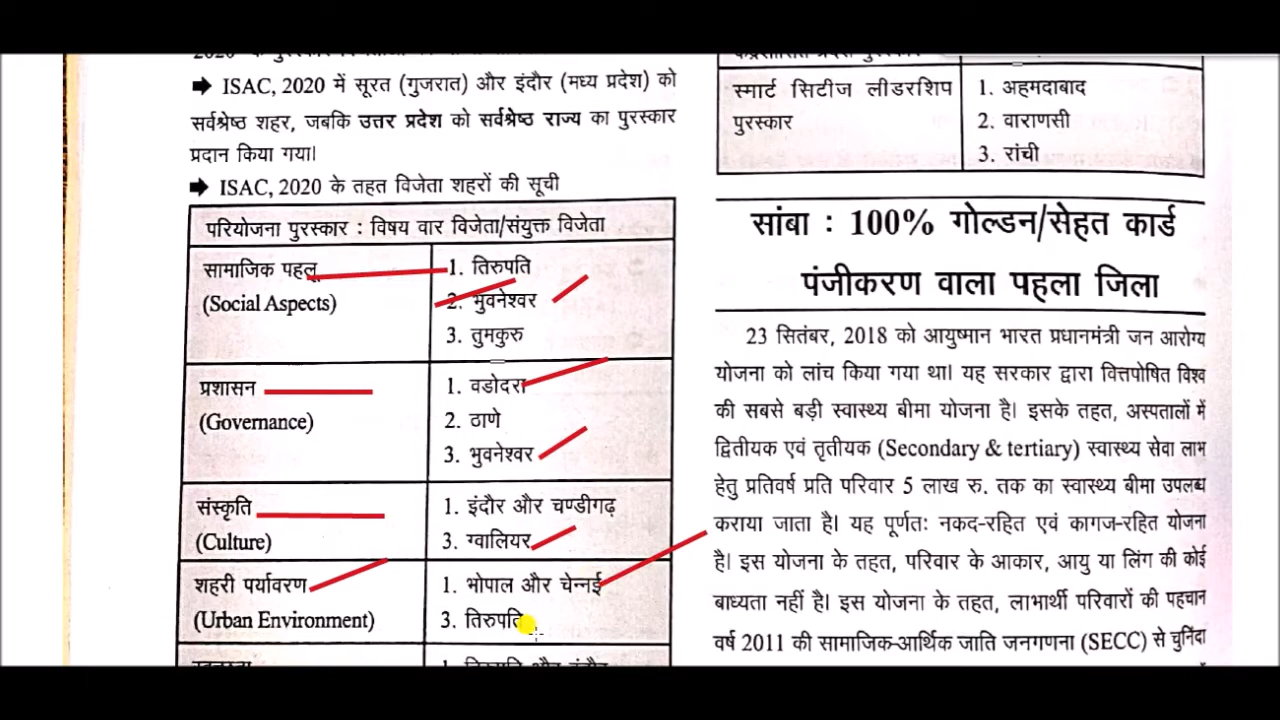 ➡ ISAC, 2020 में सूरत (गुजरात) और इंदौर (मध्य प्रदेश) को
सर्वश्रेष्ठ शहर, जबकि उत्तर प्रदेश को सर्वश्रेष्ठ राज्य का पुरस्कार
प्रदान किया गया।
➡ ISAC, 2020 के तहत विजेता शहरों की सूची
परियोजना पुरस्कार : विषय वार विजेता/संयुक्त विजेता
सामाजिक पहलू
(Social Aspects)
1. तिरुपति
2. भुवनेश्वर
3. तुमकुरु
प्रशासन
(Governance)
1. वडोदरा
2. ठाणे
3. भुवनेश्वर
संस्कृति
(Culture)
1. इंदौर और चण्डीगढ़
3. ग्वालियर
शहरी पर्यावरण
(Urban Environment)
1. भोपाल और चेन्नई
3. तिरुपति
स्मार्ट सिटीज लीडरशिप
पुरस्कार
1. अहमदाबाद
2. वाराणसी
3. रांची
सांबा : 100% गोल्डन/सेहत कार्ड
पंजीकरण वाला पहला जिला
23 सितंबर, 2018 को आयुष्मान भारत प्रधानमंत्री जन आरोग्य
योजना को लांच किया गया था। यह सरकार द्वारा वित्तपोषित विश्व
की सबसे बड़ी स्वास्थ्य बीमा योजना है। इसके तहत, अस्पतालों में
द्वितीयक एवं तृतीयक (Secondary & tertiary) स्वास्थ्य सेवा लाभ
हेतु प्रतिवर्ष प्रति परिवार 5 लाख रु. तक का स्वास्थ्य बीमा उपलब्ध
कराया जाता है। यह पूर्णतः नकद-रहित एवं कागज-रहित योजना
है। इस योजना के तहत, परिवार के आकार, आयु या लिंग की कोई
बाध्यता नहीं है। इस योजना के तहत, लाभार्थी परिवारों की पहचान
वर्ष 2011 की सामाजिक-आर्थिक जाति जनगणना (SECC) से चुनिंदा